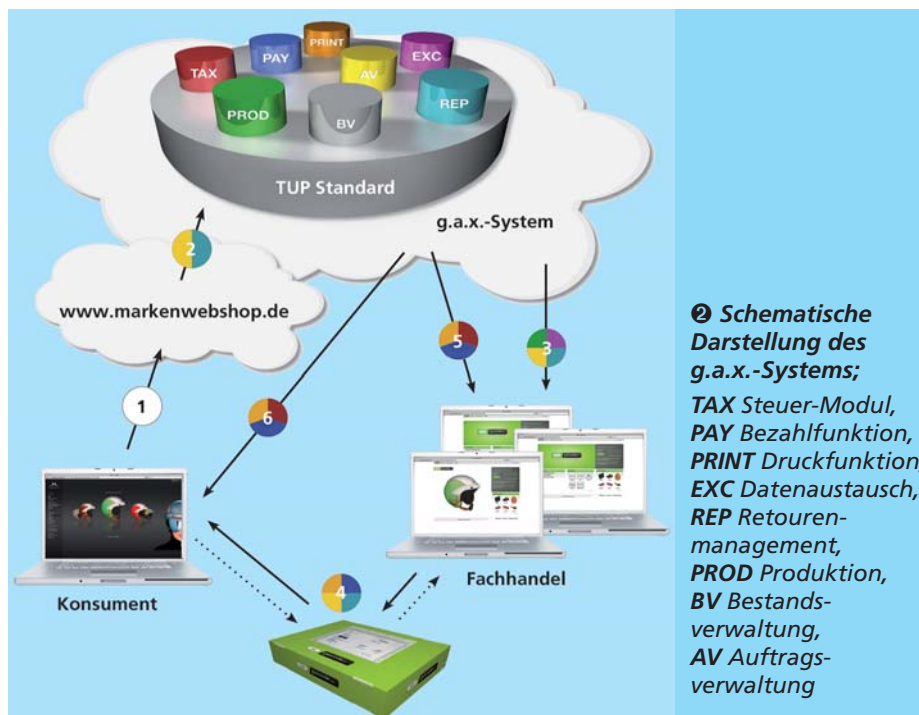 PRINT
PAY
EXC
TAX
AV
REP
PROD
BV
TUP Standard
g.a.x.-System
2
www.markenwebshop.de
5
3
1
6
Konsument
Fachhandel
4
❷ Schematische
Darstellung des
g.a.x.-Systems;
TAX Steuer-Modul,
PAY Bezahlfunktion,
PRINT Druckfunktion
EXC Datenaustausch,
REP Retouren-
management,
PROD Produktion,
BV Bestands-
verwaltung,
AV Auftrags-
verwaltung